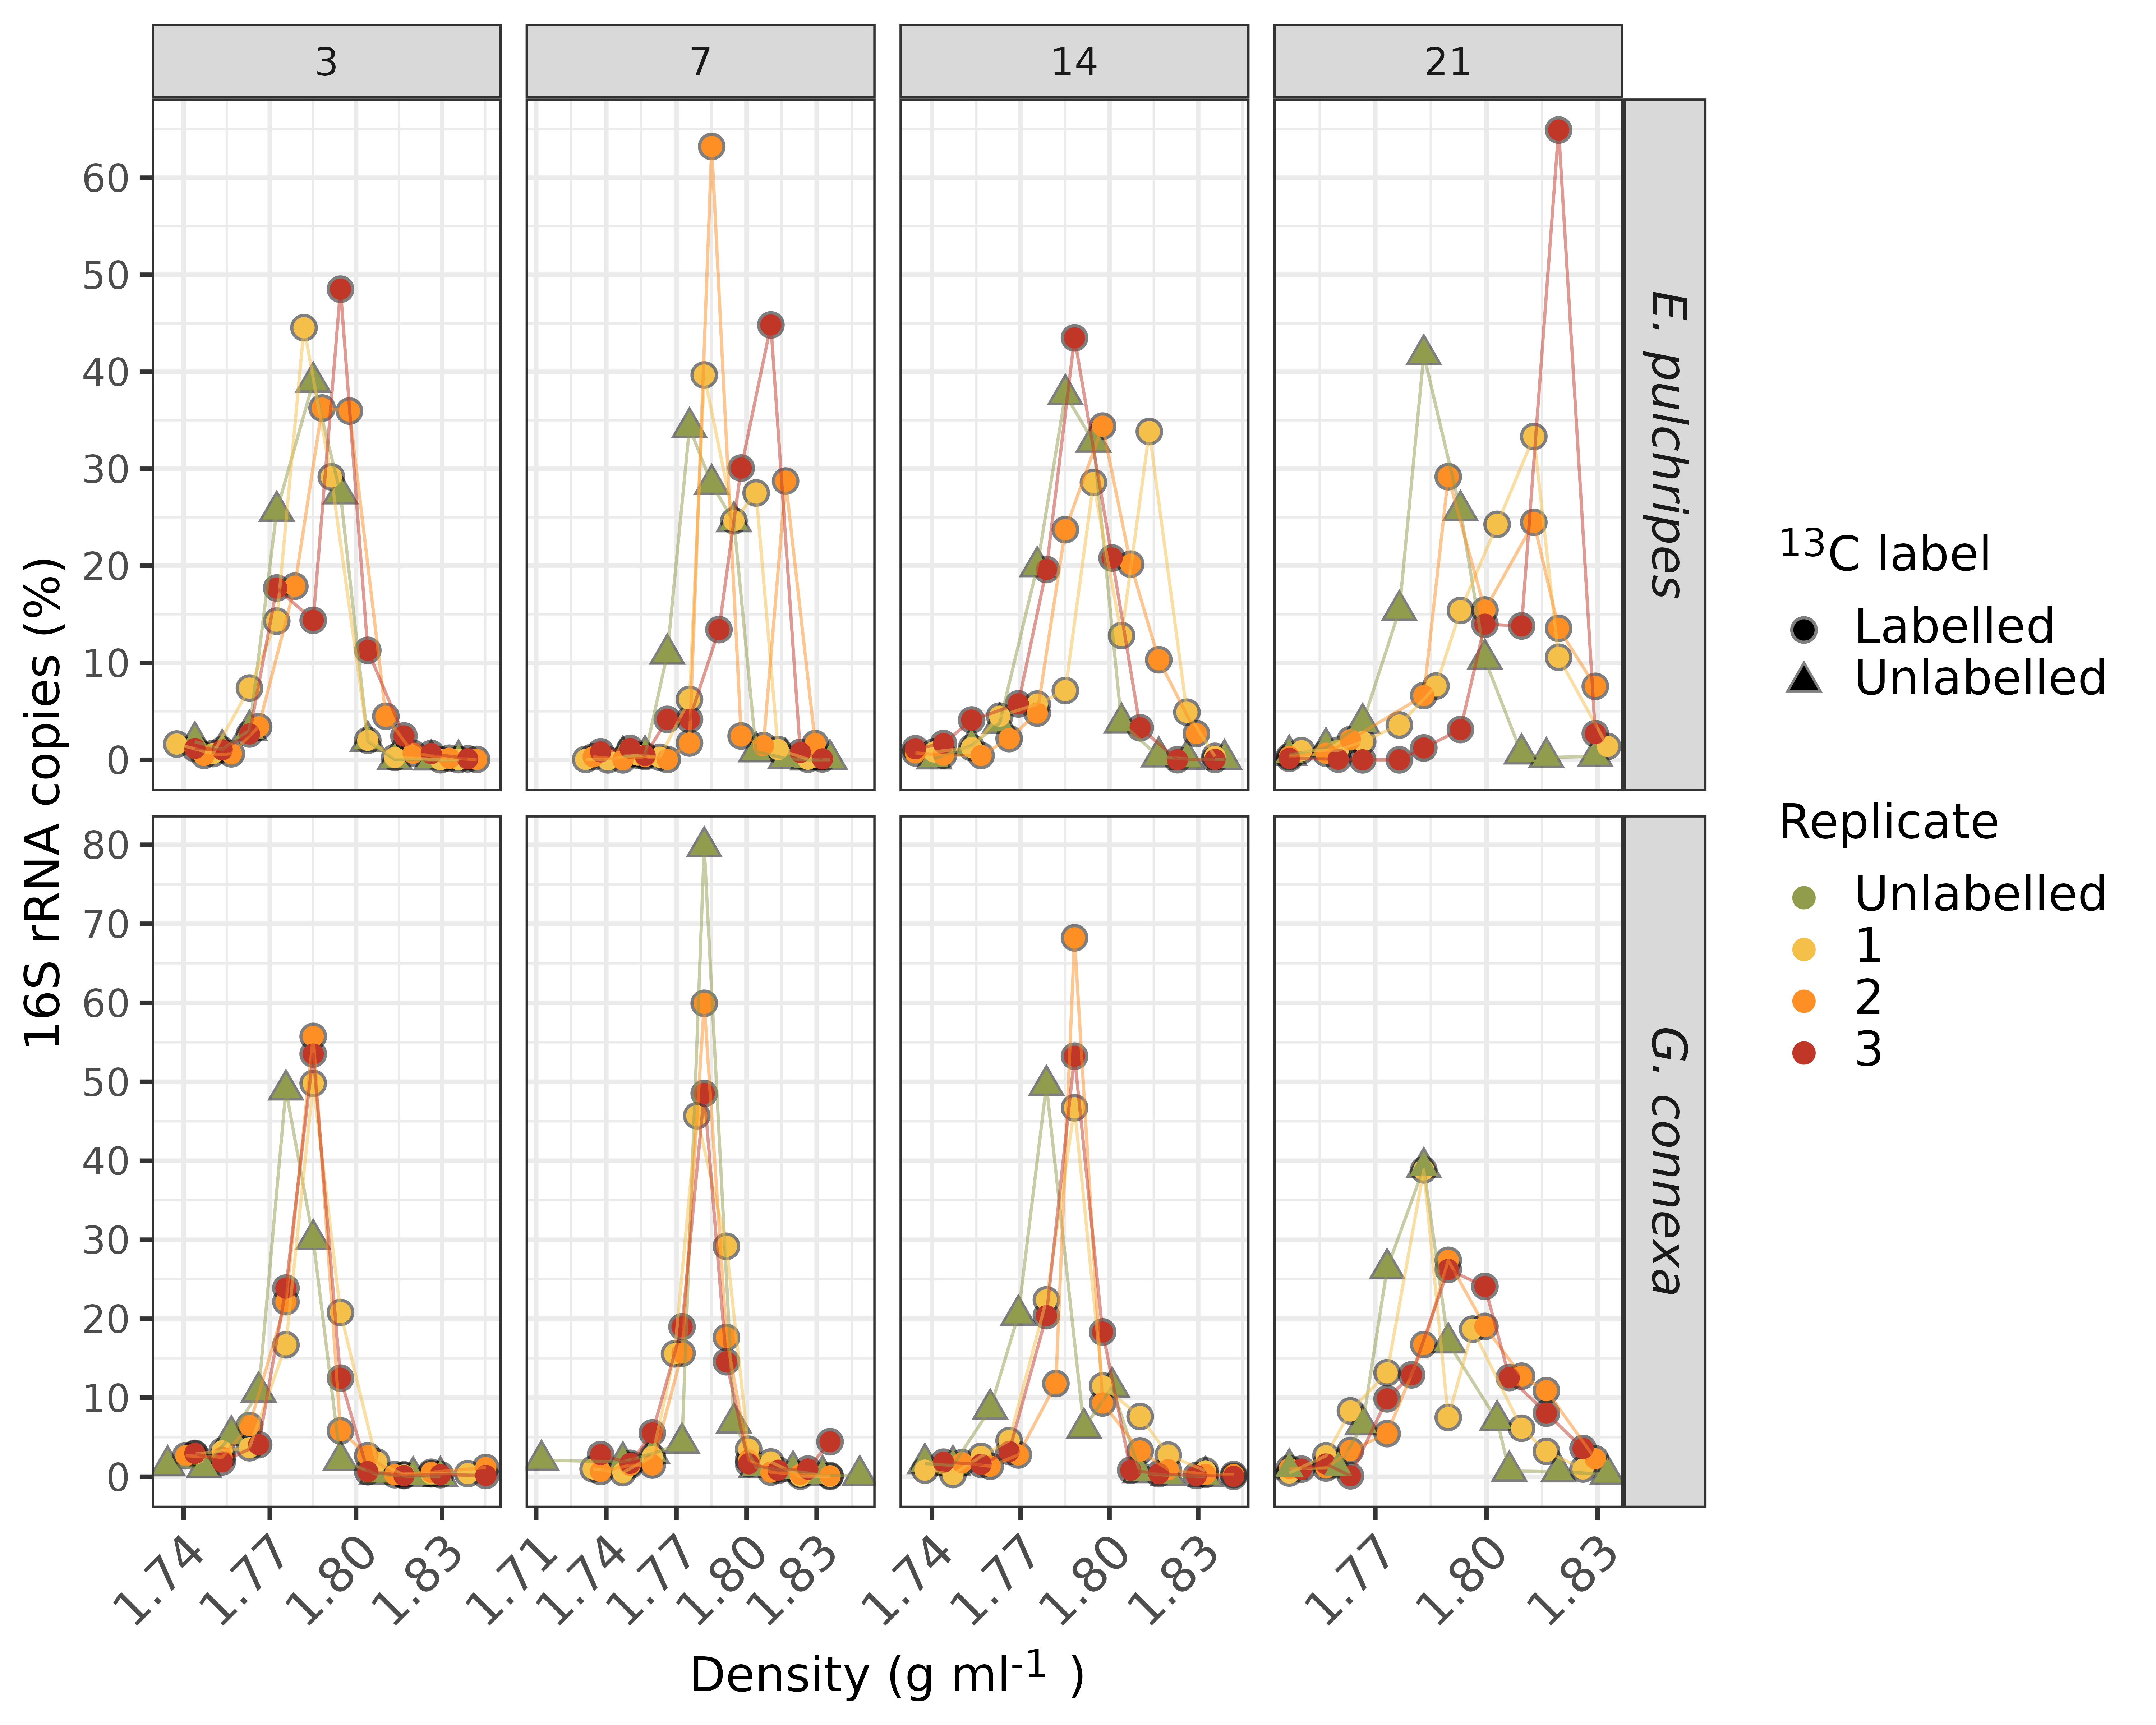 3 7 14 21
60
50
40
30
20
10
0
E. pulchripes
80
70
60
50
40
30
20
10
0
G. connexa
16S rRNA copies (%)
1.74 1.77 1.80 1.83 1.71 1.74 1.77 1.80 1.83 1.74 1.77 1.80 1.83 1.77 1.80 1.83
Density (g ml-1 )
13C label
Labelled
Unlabelled
Replicate
Unlabelled
1
2
3